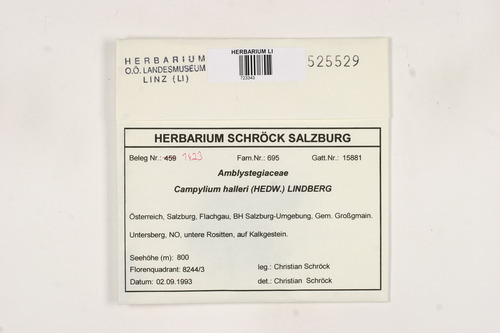 HERBARIUM
O.Ö. LANDESMUSEUM
LINZ (LI)
HERBARIUM LI
723343
525529
HERBARIUM SCHRÖCK SALZBURG
Beleg Nr.: 459 1423 Fam.Nr.: 695 Gatt.Nr.: 15881
Amblystegiaceae
Campylium halleri (HEDW.) LINDBERG
Österreich, Salzburg, Flachgau, BH Salzburg-Umgebung, Gem. Großgmain.
Untersberg, NO, untere Rositten, auf Kalkgestein.
Seehöhe (m): 800
Florenquadrant: 8244/3 leg.: Christian Schröck
Datum: 02.09.1993 det.: Christian Schröck